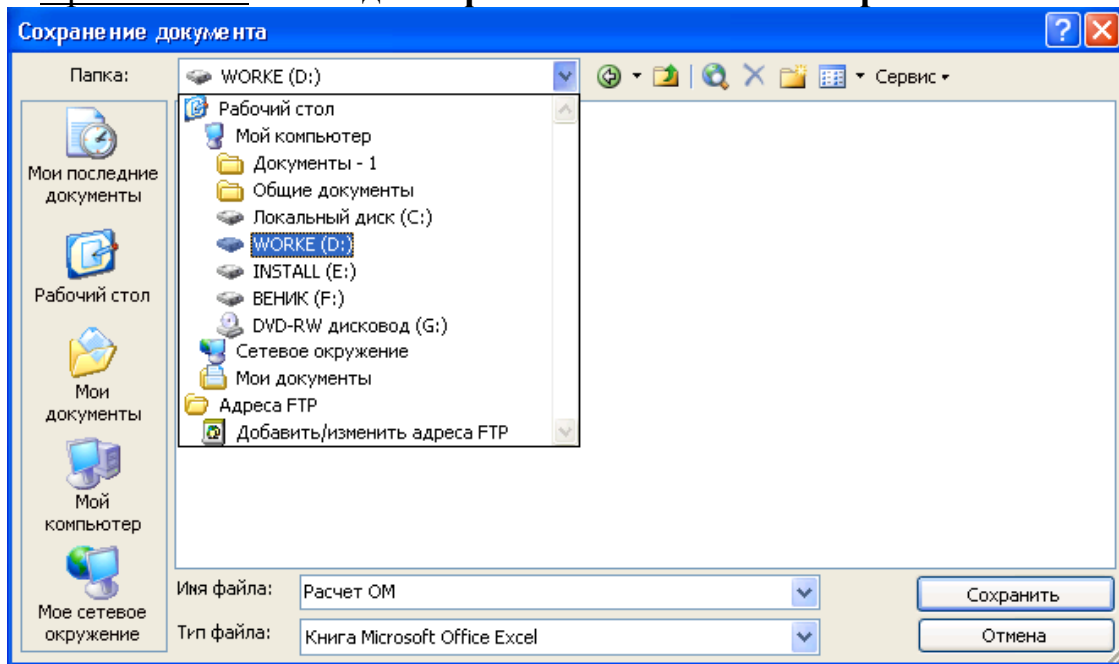 Сохранение документа
Папка:
WORKE (D:)
Сервис
Рабочий стол
Мой компьютер
Документы - 1
Общие документы
Локальный диск (C:)
WORKE (D:)
INSTALL (E:)
ВЕНИК (F:)
DVD-RW дисковод (G:)
Сетевое окружение
Мои документы
Адреса FTP
Добавить/изменить адреса FTP
Мои последние
документы
Рабочий стол
Мои
документы
Мой
компьютер
Мое сетевое
окружение
Имя файла:
Расчет ОМ
Сохранить
Тип файла:
Книга Microsoft Office Excel
Отмена